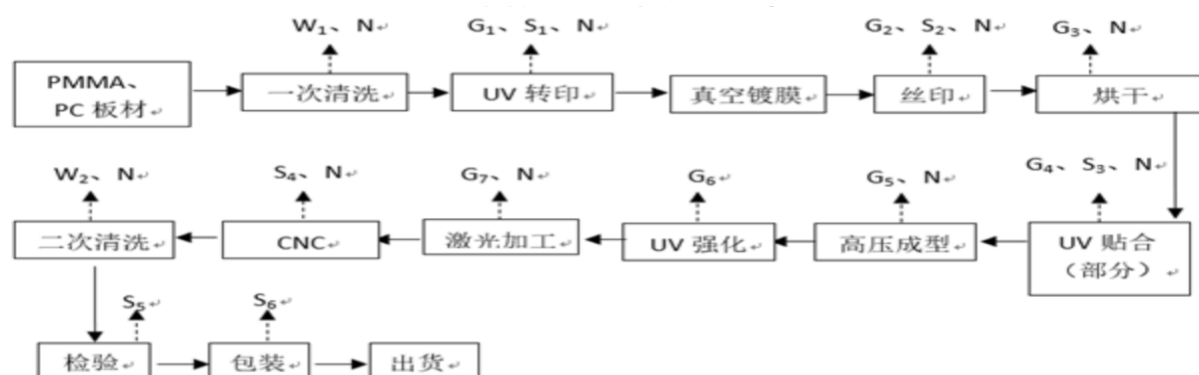 W₁、N G₁、S₁、N G₂、S₂、N G₃、N
PMMA、
PC 板材
一次清洗 UV 转印 真空镀膜 丝印 烘干
W₂、N S₄、N G₇、N G₆ G₅、N G₄、S₃、N
二次清洗 CNC 激光加工 UV 强化 高压成型 UV 贴合
（部分）
S₅ S₆
检验 包装 出货